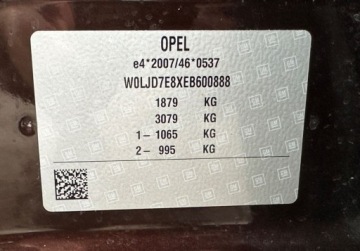 OPEL
e4*2007/46*0537
W0LJD7E8XEB600888
1879 KG
3079 KG
1- 1065 KG
2- 995 KG